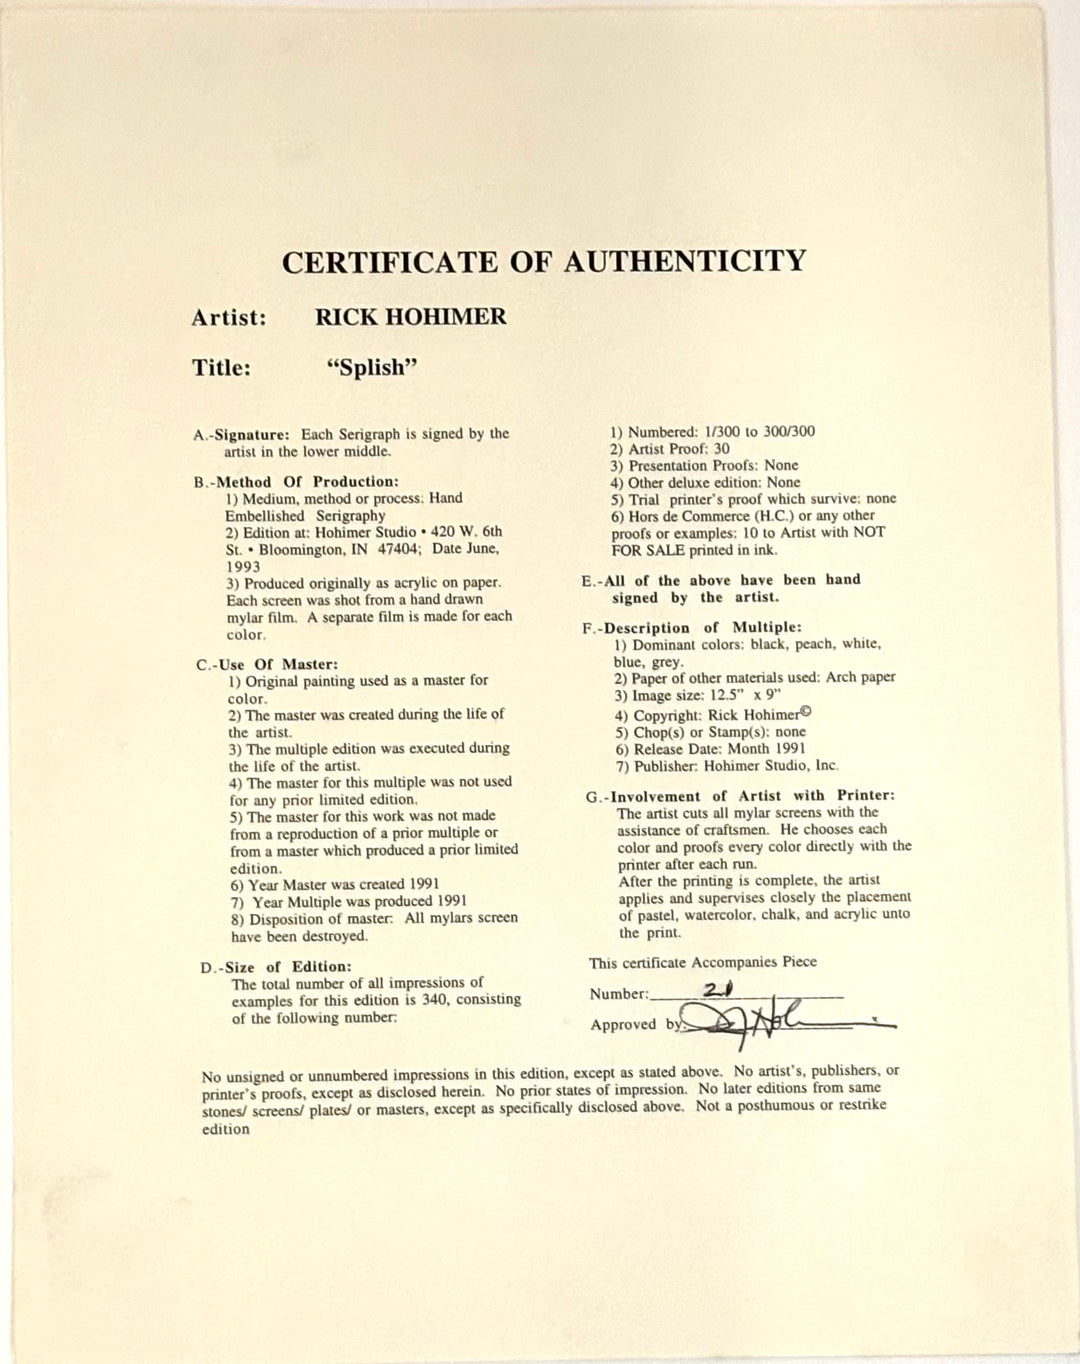 CERTIFICATE OF AUTHENTICITY
Artist: RICK HOHIMER
Title: “Splish”
A.-Signature: Each Serigraph is signed by the
artist in the lower middle.
B.-Method Of Production:
1) Medium, method or process: Hand
Embellished Serigraphy
2) Edition at: Hohimer Studio • 420 W. 6th
St. • Bloomington, IN 47404; Date June,
1993
3) Produced originally as acrylic on paper.
Each screen was shot from a hand drawn
mylar film. A separate film is made for each
color.
C.-Use Of Master:
1) Original painting used as a master for
color.
2) The master was created during the life of
the artist.
3) The multiple edition was executed during
the life of the artist.
4) The master for this multiple was not used
for any prior limited edition.
5) The master for this work was not made
from a reproduction of a prior multiple or
from a master which produced a prior limited
edition.
6) Year Master was created 1991
7) Year Multiple was produced 1991
8) Disposition of master: All mylars screen
have been destroyed.
D.-Size of Edition:
The total number of all impressions of
examples for this edition is 340, consisting
of the following number:
1) Numbered: 1/300 to 300/300
2) Artist Proof: 30
3) Presentation Proofs: None
4) Other deluxe edition: None
5) Trial printer's proof which survive: none
6) Hors de Commerce (H.C.) or any other
proofs or examples: 10 to Artist with NOT
FOR SALE printed in ink.
E.-All of the above have been hand
signed by the artist.
F.-Description of Multiple:
1) Dominant colors: black, peach, white,
blue, grey.
2) Paper of other materials used: Arch paper
3) Image size: 12.5" x 9"
4) Copyright: Rick Hohimer©
5) Chop(s) or Stamp(s): none
6) Release Date: Month 1991
7) Publisher: Hohimer Studio, Inc.
G.-Involvement of Artist with Printer:
The artist cuts all mylar screens with the
assistance of craftsmen. He chooses each
color and proofs every color directly with the
printer after each run.
After the printing is complete, the artist
applies and supervises closely the placement
of pastel, watercolor, chalk, and acrylic unto
the print.
This certificate Accompanies Piece
Number: 21
Approved by:
No unsigned or unnumbered impressions in this edition, except as stated above. No artist's, publishers, or
printer's proofs, except as disclosed herein. No prior states of impression. No later editions from same
stones/ screens/ plates/ or masters, except as specifically disclosed above. Not a posthumous or restrike
edition